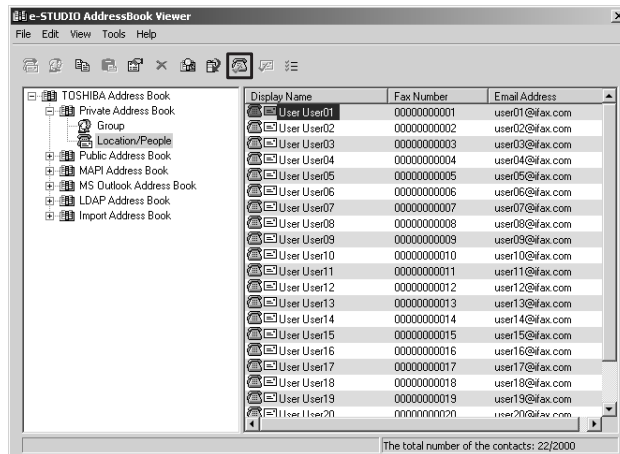 e-STUDIO AddressBook Viewer
File Edit View Tools Help
TOSHIBA Address Book
Private Address Book
Group
Location/People
Public Address Book
MAPI Address Book
MS Outlook Address Book
LDAP Address Book
Import Address Book
Display Name Fax Number Email Address
User User01 00000000001 user01@ifax.com
User User02 00000000002 user02@ifax.com
User User03 00000000003 user03@ifax.com
User User04 00000000004 user04@ifax.com
User User05 00000000005 user05@ifax.com
User User06 00000000006 user06@ifax.com
User User07 00000000007 user07@ifax.com
User User08 00000000008 user08@ifax.com
User User09 00000000009 user09@ifax.com
User User10 00000000010 user10@ifax.com
User User11 00000000011 user11@ifax.com
User User12 00000000012 user12@ifax.com
User User13 00000000013 user13@ifax.com
User User14 00000000014 user14@ifax.com
User User15 00000000015 user15@ifax.com
User User16 00000000016 user16@ifax.com
User User17 00000000017 user17@ifax.com
User User18 00000000018 user18@ifax.com
User User19 00000000019 user19@ifax.com
User User20 00000000020 user20@ifax.com
The total number of the contacts: 22/2000